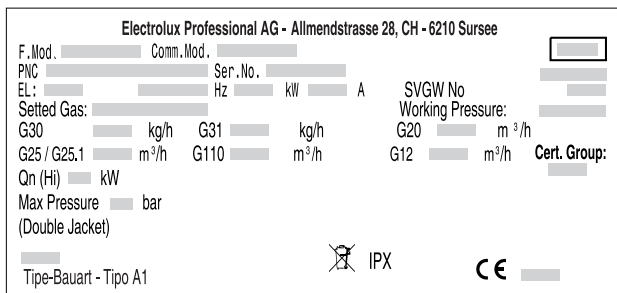 Electrolux Professional AG - Allmendstrasse 28, CH - 6210 Sursee
F.Mod. Comm.Mod.
PNC Ser.No.
EL: Hz kW A SVGW No
Setted Gas: Working Pressure:
G30 kg/h G31 kg/h G20 m³/h
G25 / G25.1 m³/h G110 m³/h G12 m³/h Cert. Group:
Qn (Hi) kW
Max Pressure bar
(Double Jacket)
IPX CE
Tipe-Bauart - Tipo A1